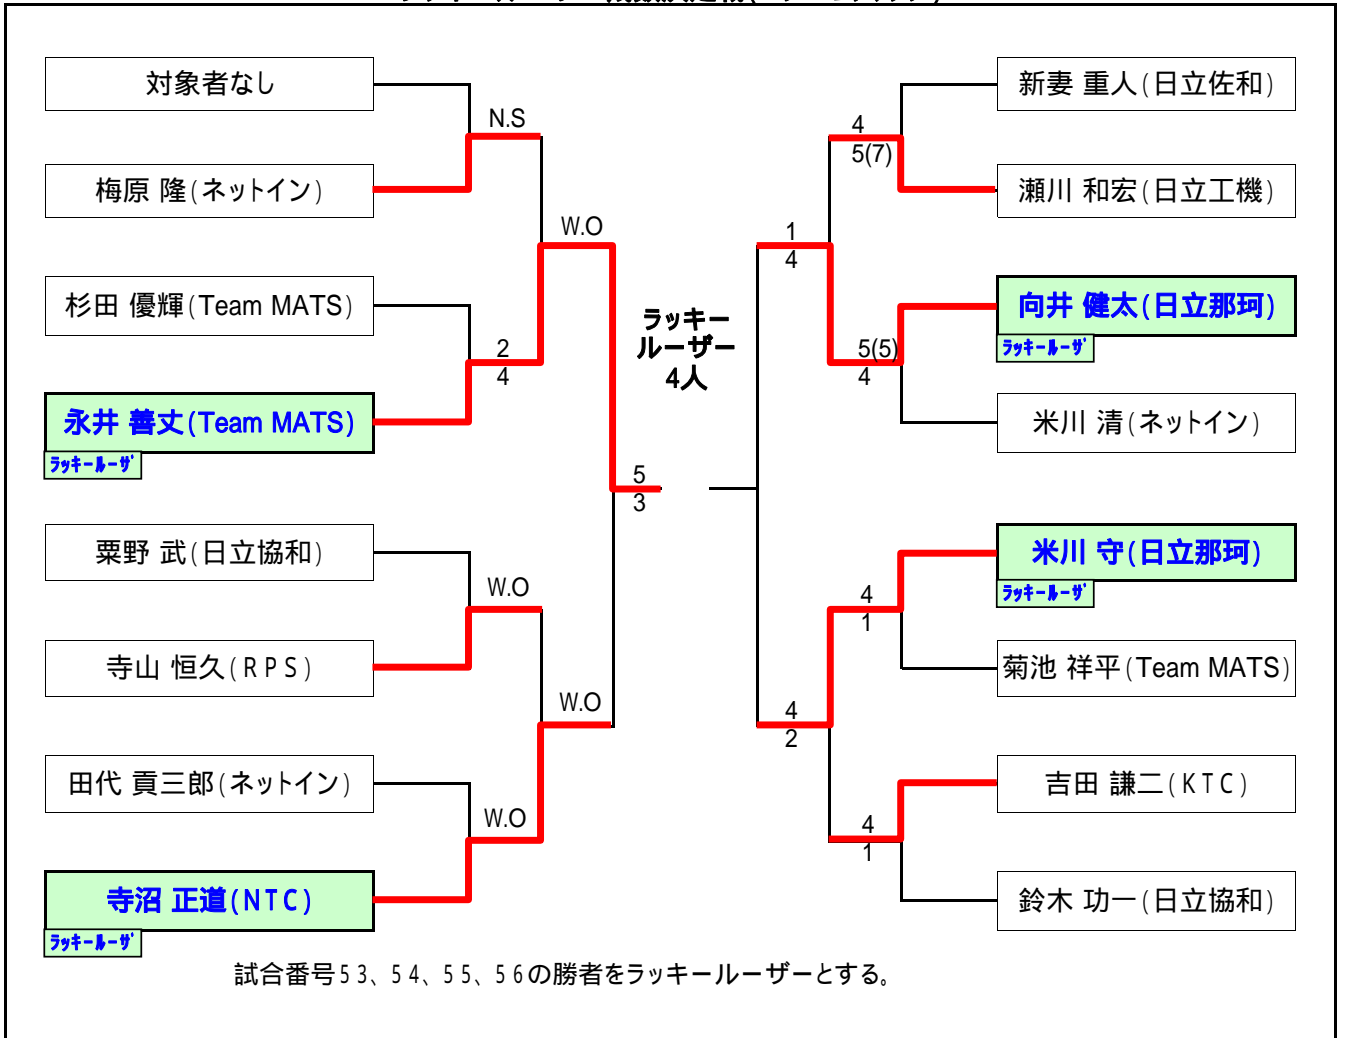 対象者なし
N.S
梅原 隆(ネットイン)
W.O
杉田 優輝(Team MATS)
2
4
永井 善丈(Team MATS)
ラッキールーザ
5
3
粟野 武(日立協和)
W.O
寺山 恒久(RPS)
W.O
田代 貢三郎(ネットイン)
W.O
寺沼 正道(NTC)
ラッキールーザ
ラッキー
ルーザー
4人
新妻 重人(日立佐和)
4
5(7)
瀬川 和宏(日立工機)
1
4
向井 健太(日立那珂)
ラッキールーザ
5(5)
4
米川 清(ネットイン)
米川 守(日立那珂)
ラッキールーザ
4
1
菊池 祥平(Team MATS)
4
2
吉田 謙二(KTC)
4
1
鈴木 功一(日立協和)
試合番号53、54、55、56の勝者をラッキールーザーとする。